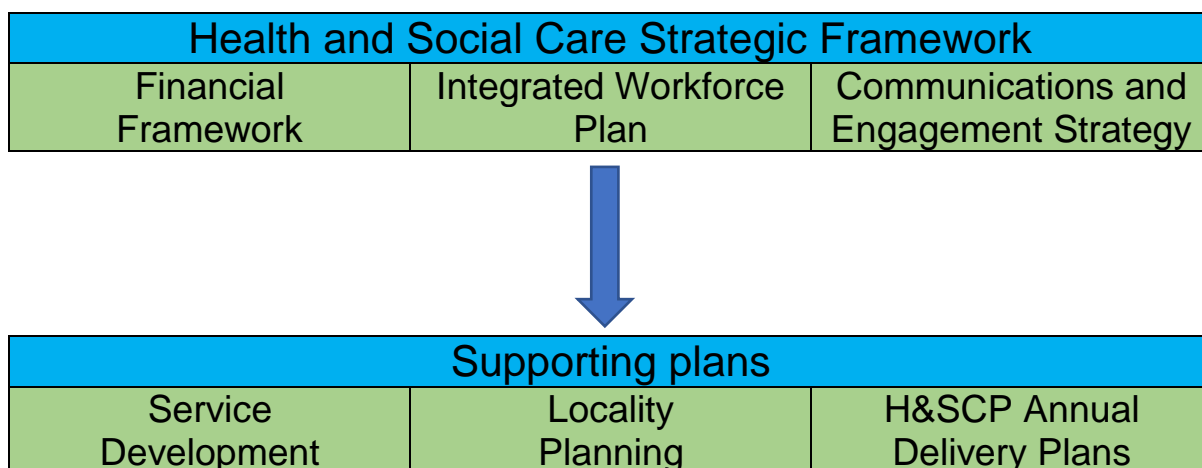 Health and Social Care Strategic Framework
Financial Framework
Integrated Workforce Plan
Communications and Engagement Strategy
Supporting plans
Service Development
Locality Planning
H&SCP Annual Delivery Plans